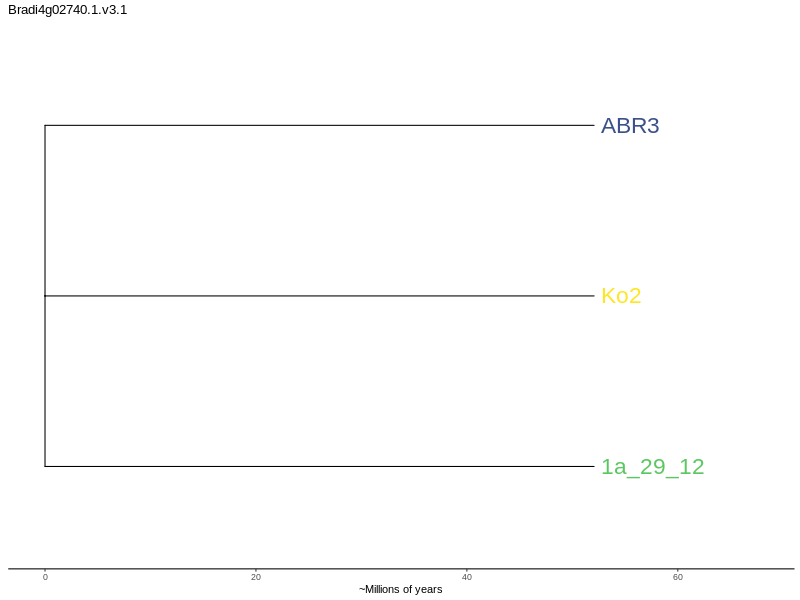 Bradi4g02740.1.v3.1
ABR3
Ko2
1a_29_12
0 20 40 60
~Millions of years